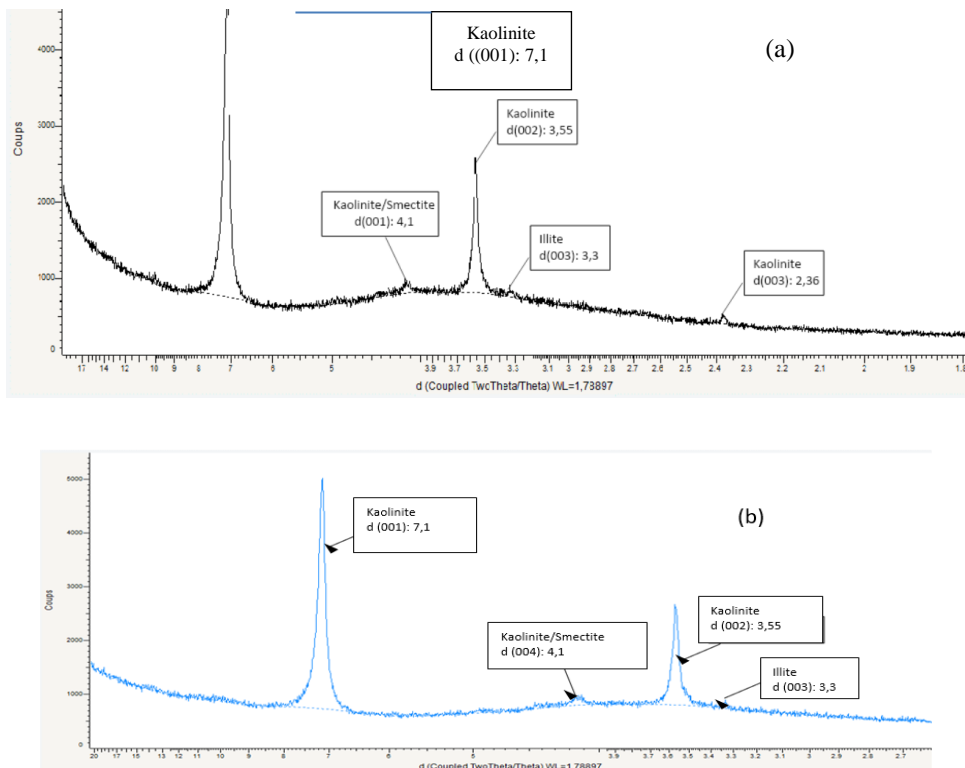 Kaolinite
d ((001): 7,1
(a)
Kaolinite
d(002): 3,55
Kaolinite/Smectite
d(001): 4,1
Illite
d(003): 3,3
Kaolinite
d(003): 2,36
4000
3000
2000
1000
0
Coups
17 14 12 10 9 8 7 6 5 3.9 3.7 3.5 3.3 3.1 3 2.9 2.8 2.7 2.6 2.5 2.4 2.3 2.2 2.1 2 1.9 1.8
d (Coupled TwoTheta/Theta) WL=1,78897
(b)
Kaolinite
d (001): 7,1
Kaolinite/Smectite
d (004): 4,1
Kaolinite
d (002): 3,55
Illite
d (003): 3,3
5000
4000
3000
2000
1000
0
Coups
20 17 15 13 12 11 10 9 8 7 6 5 3.9 3.7 3.6 3.5 3.4 3.3 3.2 3.1 3 2.9 2.8 2.7
d (Coupled TwoTheta/Theta) WL=1,78897